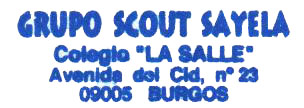 GRUPO SCOUT SAYELA
Colegio "LA SALLE"
Avenida del Cid, nº 23
09005 BURGOS